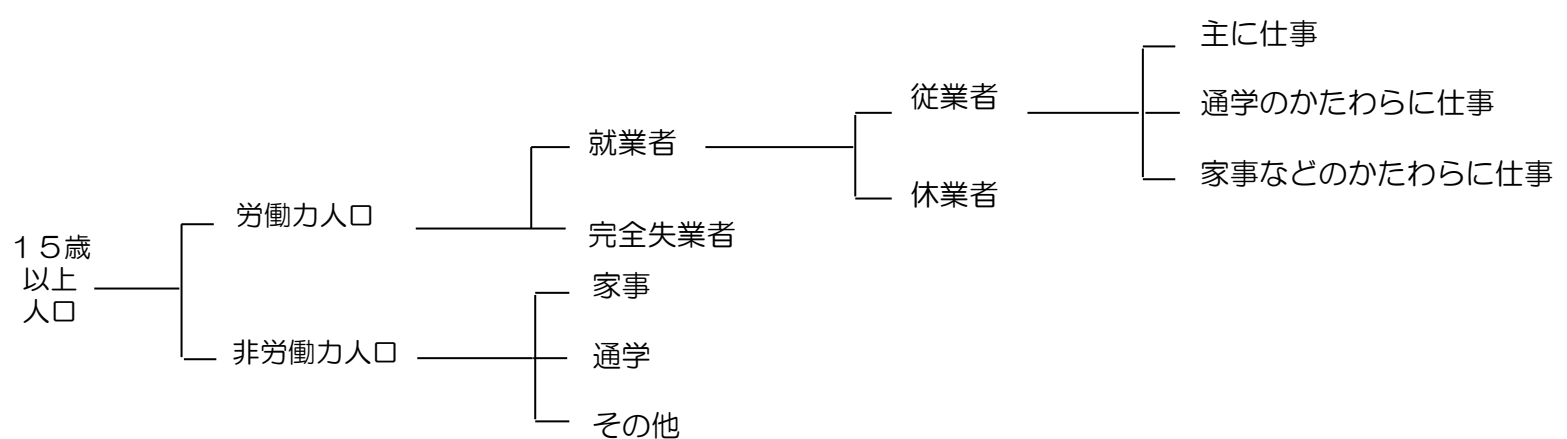 １５歳
以上
人口
労働力人口
非労働力人口
就業者
完全失業者
家事
通学
その他
従業者
休業者
主に仕事
通学のかたわらに仕事
家事などのかたわらに仕事